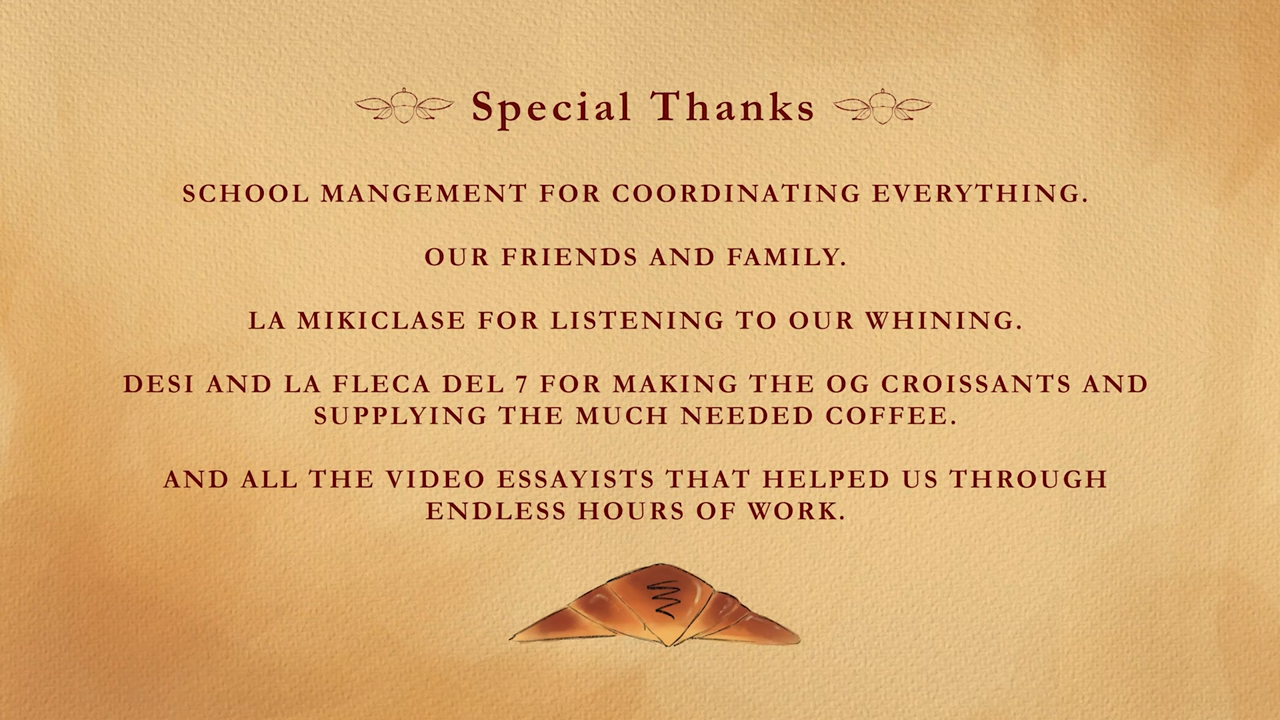 Special Thanks
SCHOOL MANGEMENT FOR COORDINATING EVERYTHING.
OUR FRIENDS AND FAMILY.
LA MIKICLASE FOR LISTENING TO OUR WHINING.
DESI AND LA FLECA DEL 7 FOR MAKING THE OG CROISSANTS AND
SUPPLYING THE MUCH NEEDED COFFEE.
AND ALL THE VIDEO ESSAYISTS THAT HELPED US THROUGH
ENDLESS HOURS OF WORK.